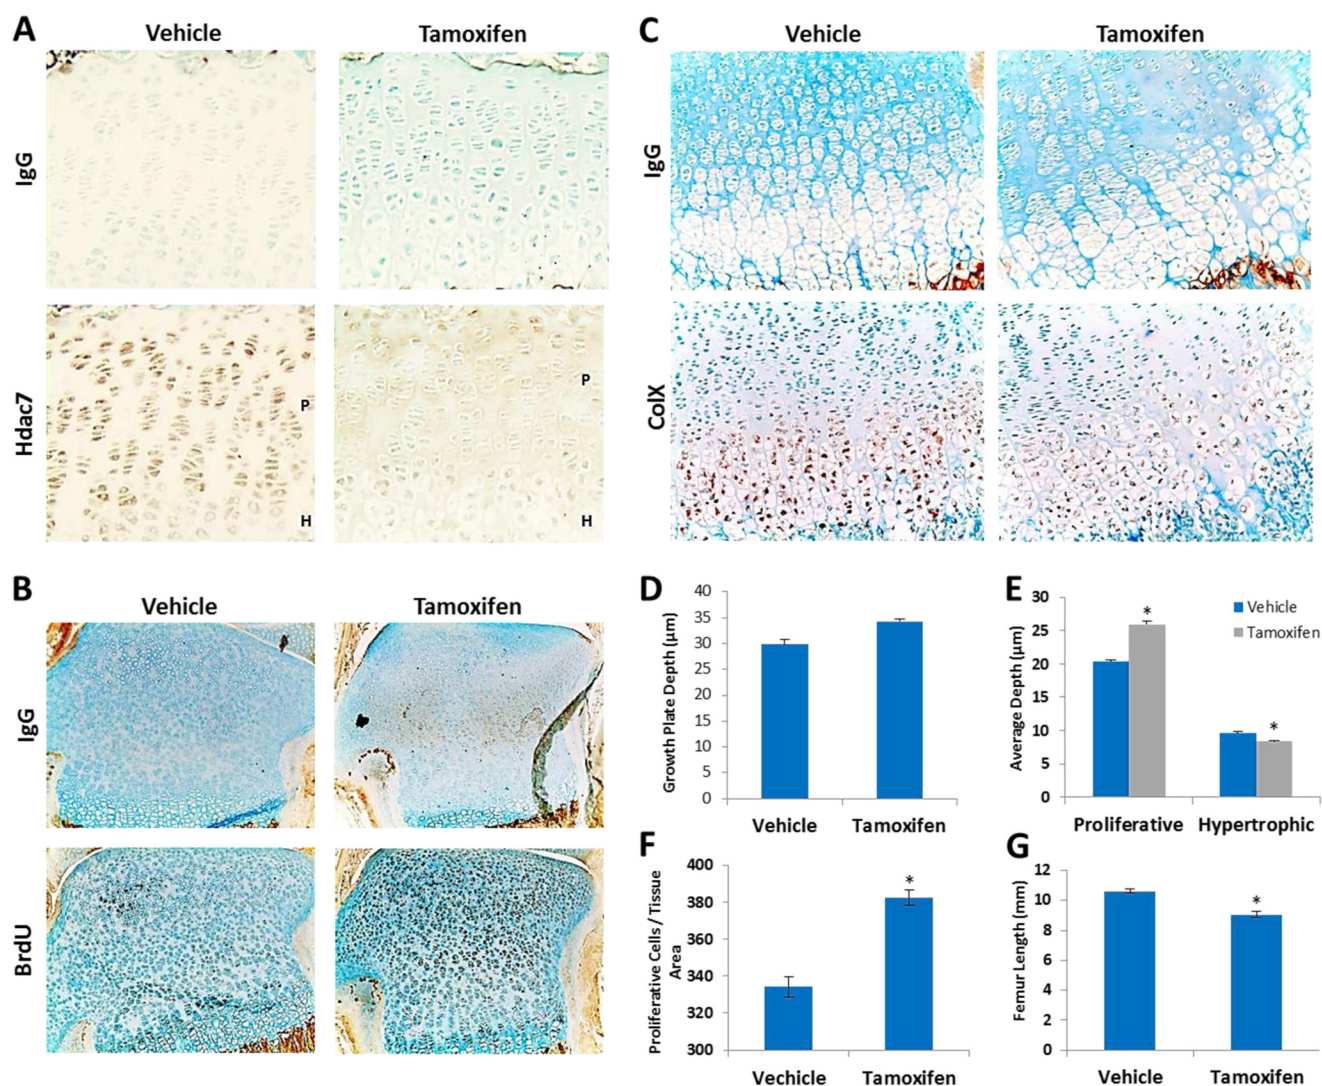 A
Vehicle
Tamoxifen
IgG
Hdac7
P
H
P
H
B
Vehicle
Tamoxifen
IgG
BrdU
C
Vehicle
Tamoxifen
IgG
ColX
D
Growth Plate Depth (μm)
40
35
30
25
20
15
10
5
0
Vehicle
Tamoxifen
E
Average Depth (μm)
30
25
20
15
10
5
0
*
*
Vehicle
Tamoxifen
Proliferative
Hypertrophic
F
Proliferative Cells / Tissue
Area
400
380
360
340
320
300
*
Vechicle
Tamoxifen
G
Femur Length (mm)
12
10
8
6
4
2
0
*
Vehicle
Tamoxifen